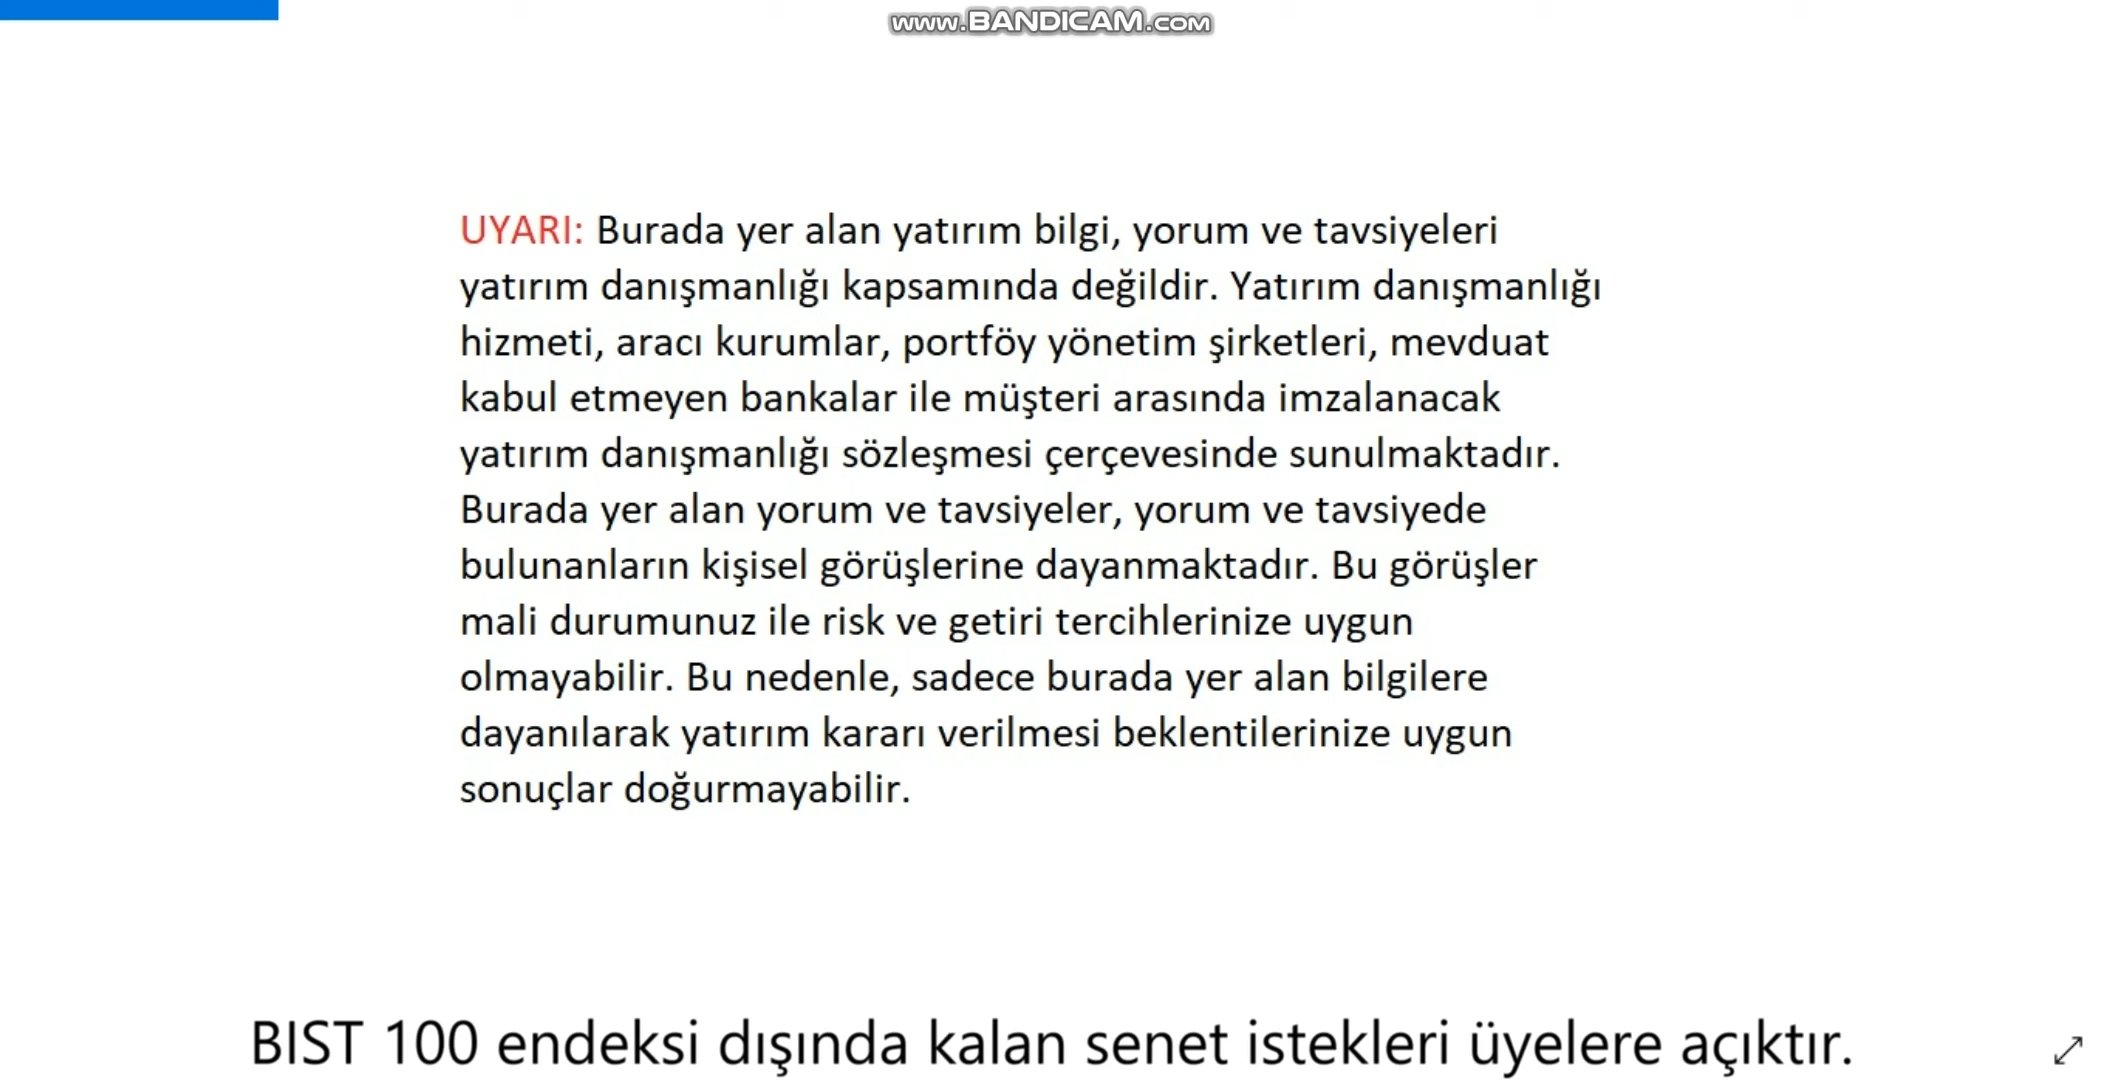 www.BANDICAM.com
UYARI: Burada yer alan yatırım bilgi, yorum ve tavsiyeleri
yatırım danışmanlığı kapsamında değildir. Yatırım danışmanlığı
hizmeti, aracı kurumlar, portföy yönetim şirketleri, mevduat
kabul etmeyen bankalar ile müşteri arasında imzalanacak
yatırım danışmanlığı sözleşmesi çerçevesinde sunulmaktadır.
Burada yer alan yorum ve tavsiyeler, yorum ve tavsiyede
bulunanların kişisel görüşlerine dayanmaktadır. Bu görüşler
mali durumunuz ile risk ve getiri tercihlerinize uygun
olmayabilir. Bu nedenle, sadece burada yer alan bilgilere
dayanılarak yatırım kararı verilmesi beklentilerinize uygun
sonuçlar doğurmayabilir.
BIST 100 endeksi dışında kalan senet istekleri üyelere açıktır.